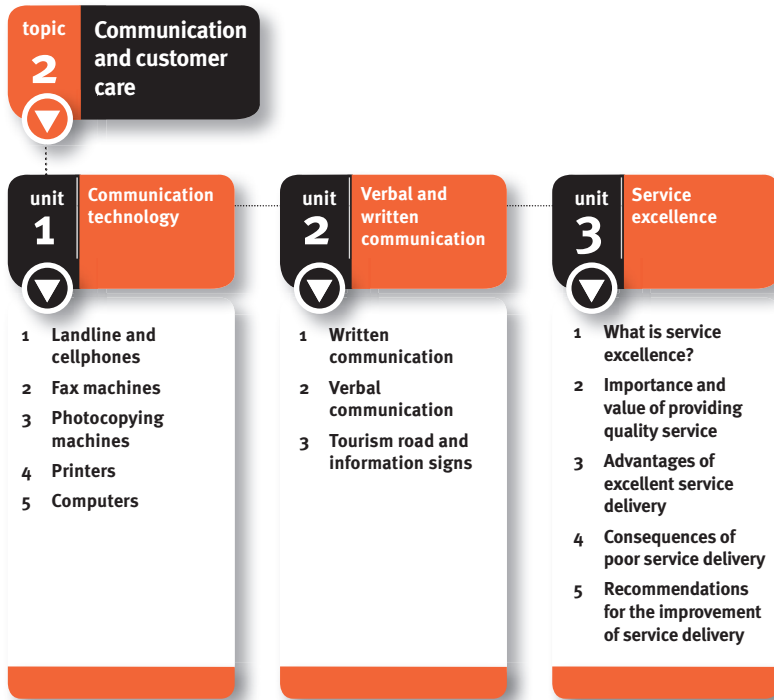 topic
2
Communication
and customer
care
unit
1
Communication
technology
1 Landline and
cellphones
2 Fax machines
3 Photocopying
machines
4 Printers
5 Computers
unit
2
Verbal and
written
communication
1 Written
communication
2 Verbal
communication
3 Tourism road and
information signs
unit
3
Service
excellence
1 What is service
excellence?
2 Importance and
value of providing
quality service
3 Advantages of
excellent service
delivery
4 Consequences of
poor service delivery
5 Recommendations
for the improvement
of service delivery